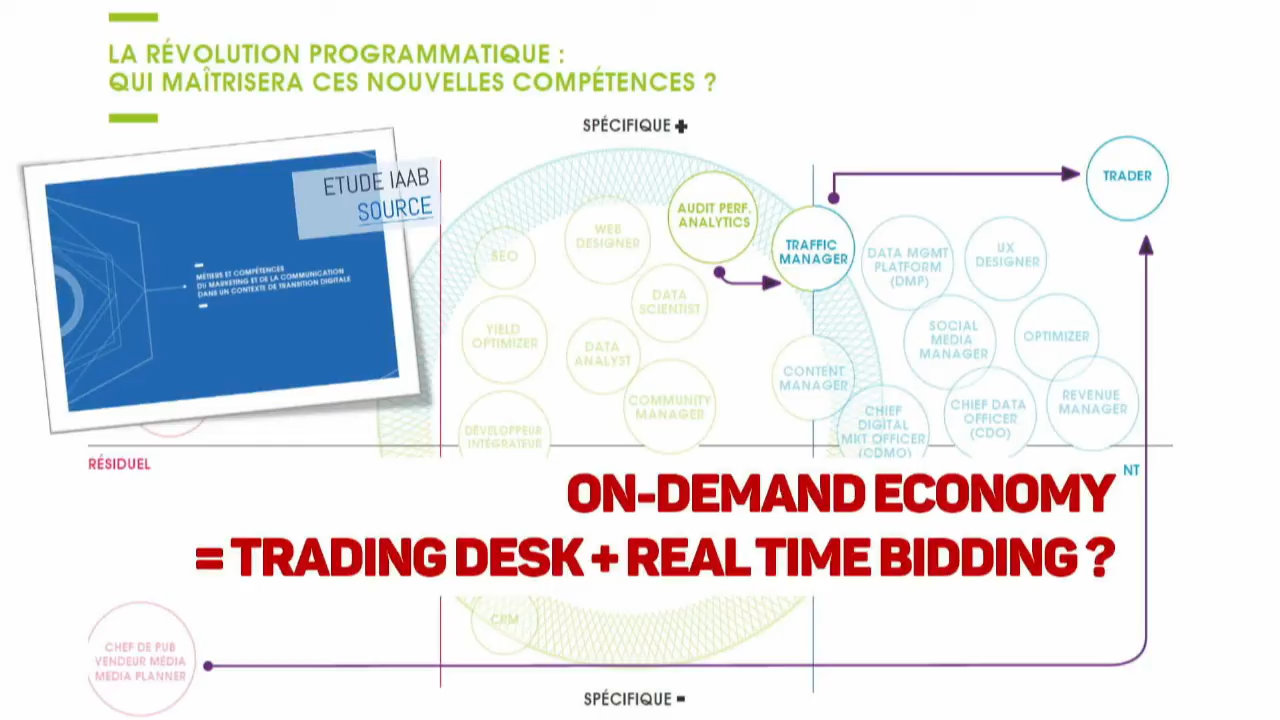 LA RÉVOLUTION PROGRAMMATIQUE :
QUI MAÎTRISERA CES NOUVELLES COMPÉTENCES ?
SPÉCIFIQUE +
ETUDE IAAB
SOURCE
MÉTIERS ET COMPÉTENCES
DU MARKETING ET DE LA COMMUNICATION
DANS UN CONTEXTE DE TRANSITION DIGITALE
TRADER
AUDIT PERF.
ANALYTICS
TRAFFIC
MANAGER
WEB
DESIGNER
SEO
DATA MGMT
PLATFORM
(DMP)
UX
DESIGNER
DATA
SCIENTIST
YIELD
OPTIMIZER
DATA
ANALYST
SOCIAL
MEDIA
MANAGER
OPTIMIZER
CONTENT
MANAGER
COMMUNITY
MANAGER
CHIEF
DIGITAL
MKT OFFICER
(CDMO)
CHIEF DATA
OFFICER
(CDO)
REVENUE
MANAGER
DÉVELOPPEUR
INTÉGRATEUR
RÉSIDUEL
NT
ON-DEMAND ECONOMY
= TRADING DESK + REAL TIME BIDDING ?
CRM
CHEF DE PUB
VENDEUR MÉDIA
MEDIA PLANNER
SPÉCIFIQUE -